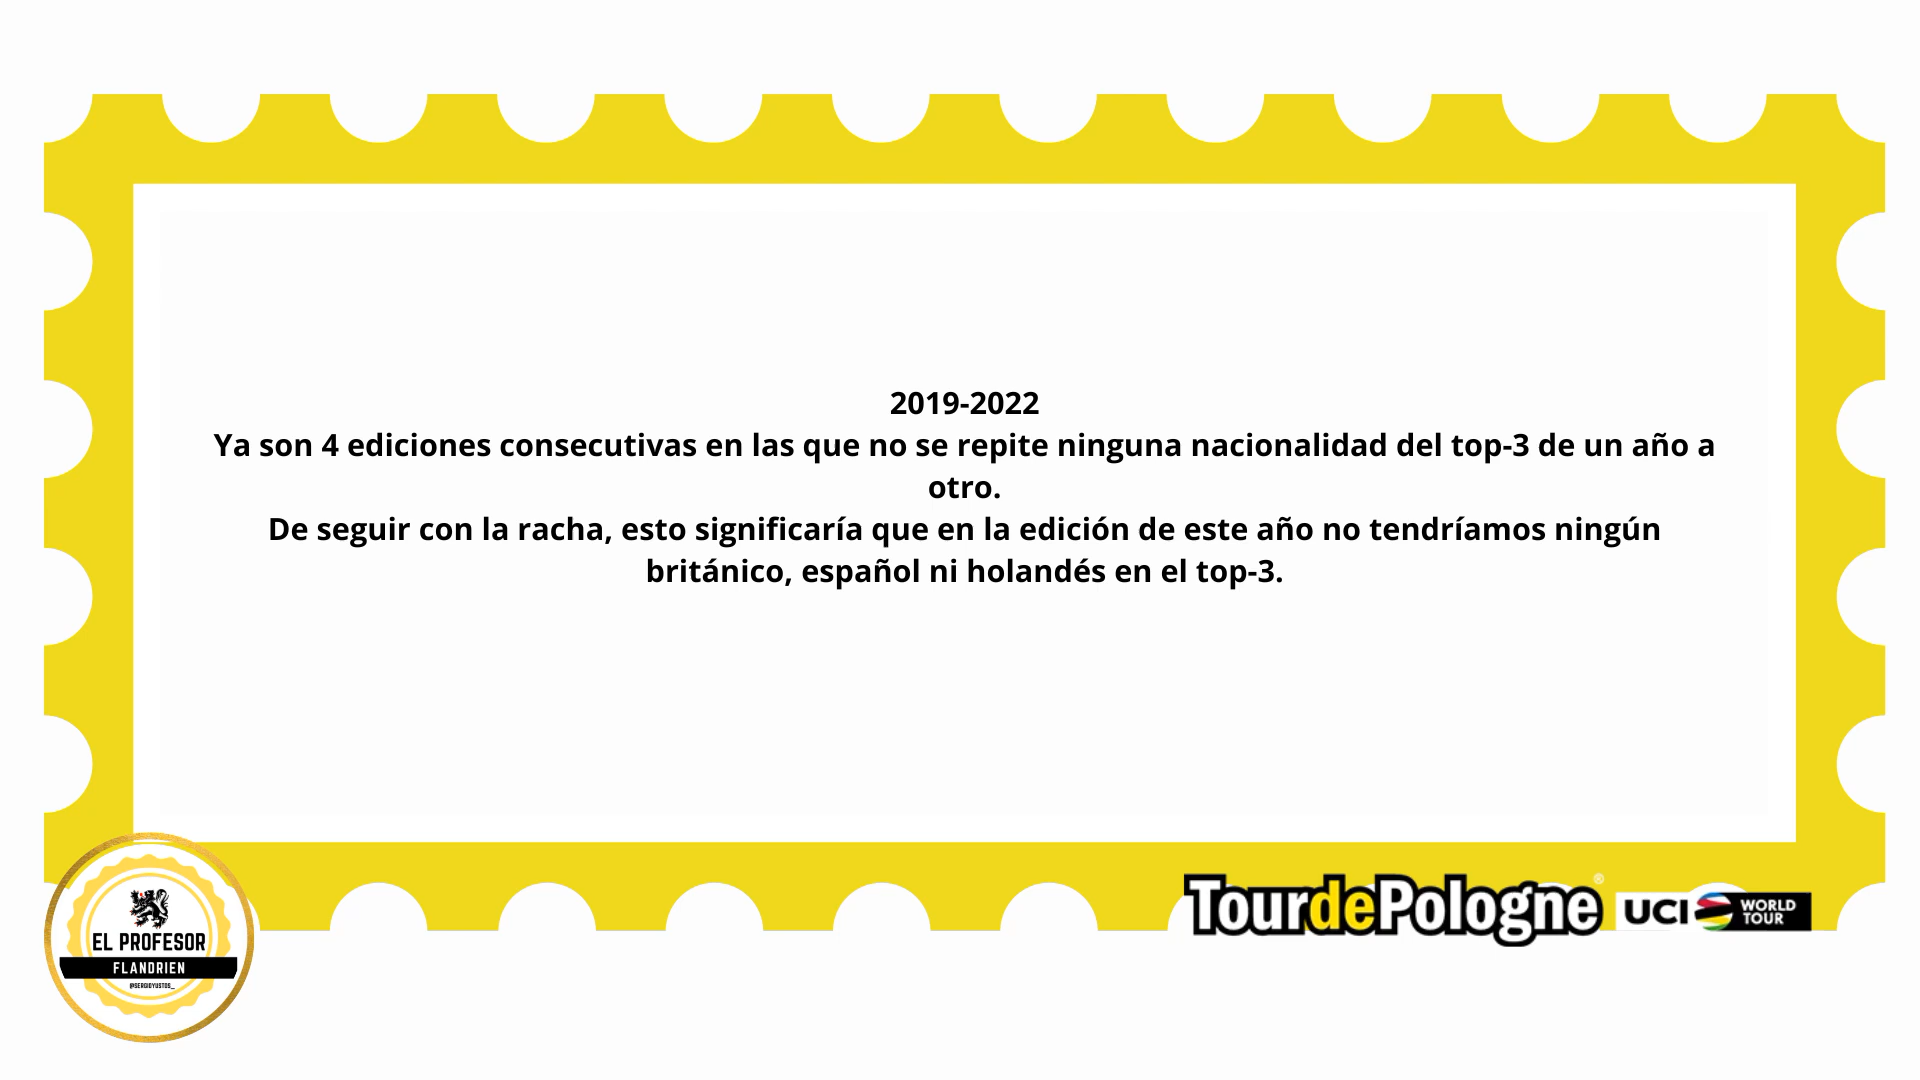 2019-2022
Ya son 4 ediciones consecutivas en las que no se repite ninguna nacionalidad del top-3 de un año a
otro.
De seguir con la racha, esto significaría que en la edición de este año no tendríamos ningún
británico, español ni holandés en el top-3.
TourdePologne®
UCI WORLD
TOUR
EL PROFESOR
FLANDRIEN
@SERGIOYUSTOS_